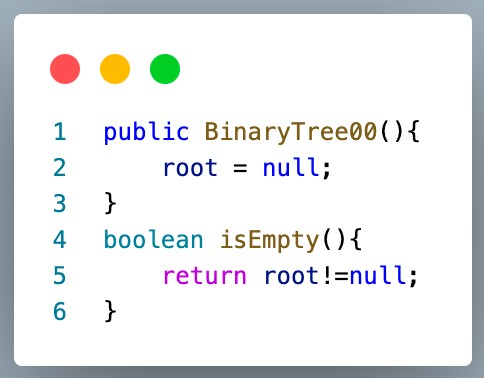 1 public BinaryTree00(){
2     root = null;
3 }
4 boolean isEmpty(){
5     return root!=null;
6 }